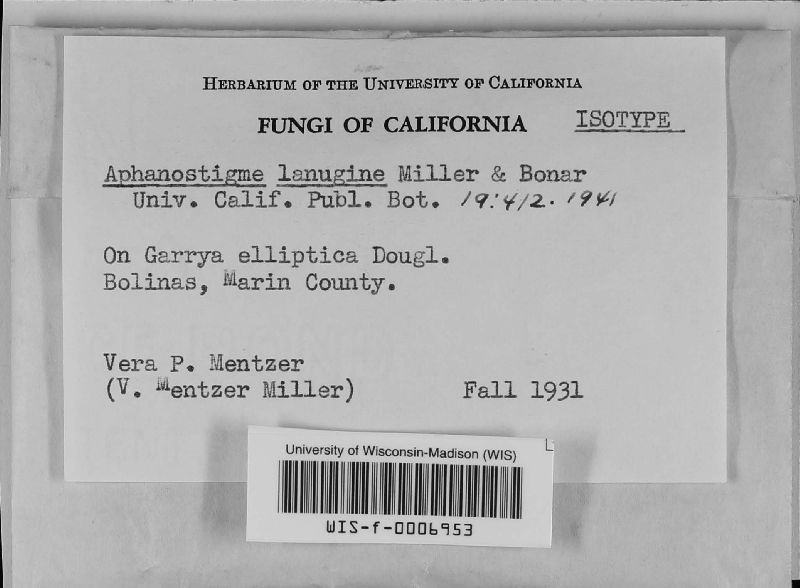 HERBARIUM OF THE UNIVERSITY OF CALIFORNIA
FUNGI OF CALIFORNIA ISOTYPE
Aphanostigme lanugine Miller & Bonar
Univ. Calif. Publ. Bot. 19:412. 1941
On Garrya elliptica Dougl.
Bolinas, Marin County.
Vera P. Mentzer
(V. Mentzer Miller) Fall 1931
University of Wisconsin-Madison (WIS)
WIS-f-0006953